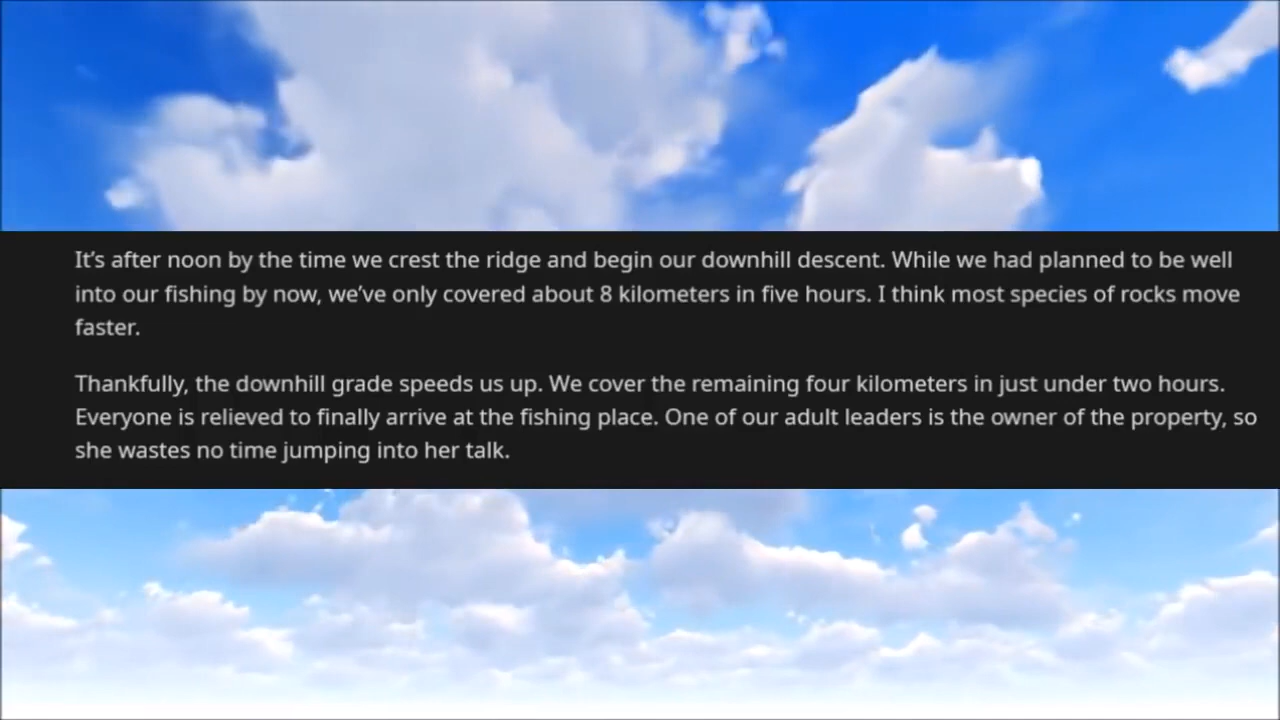 It’s after noon by the time we crest the ridge and begin our downhill descent. While we had planned to be well
into our fishing by now, we’ve only covered about 8 kilometers in five hours. I think most species of rocks move
faster.
Thankfully, the downhill grade speeds us up. We cover the remaining four kilometers in just under two hours.
Everyone is relieved to finally arrive at the fishing place. One of our adult leaders is the owner of the property, so
she wastes no time jumping into her talk.